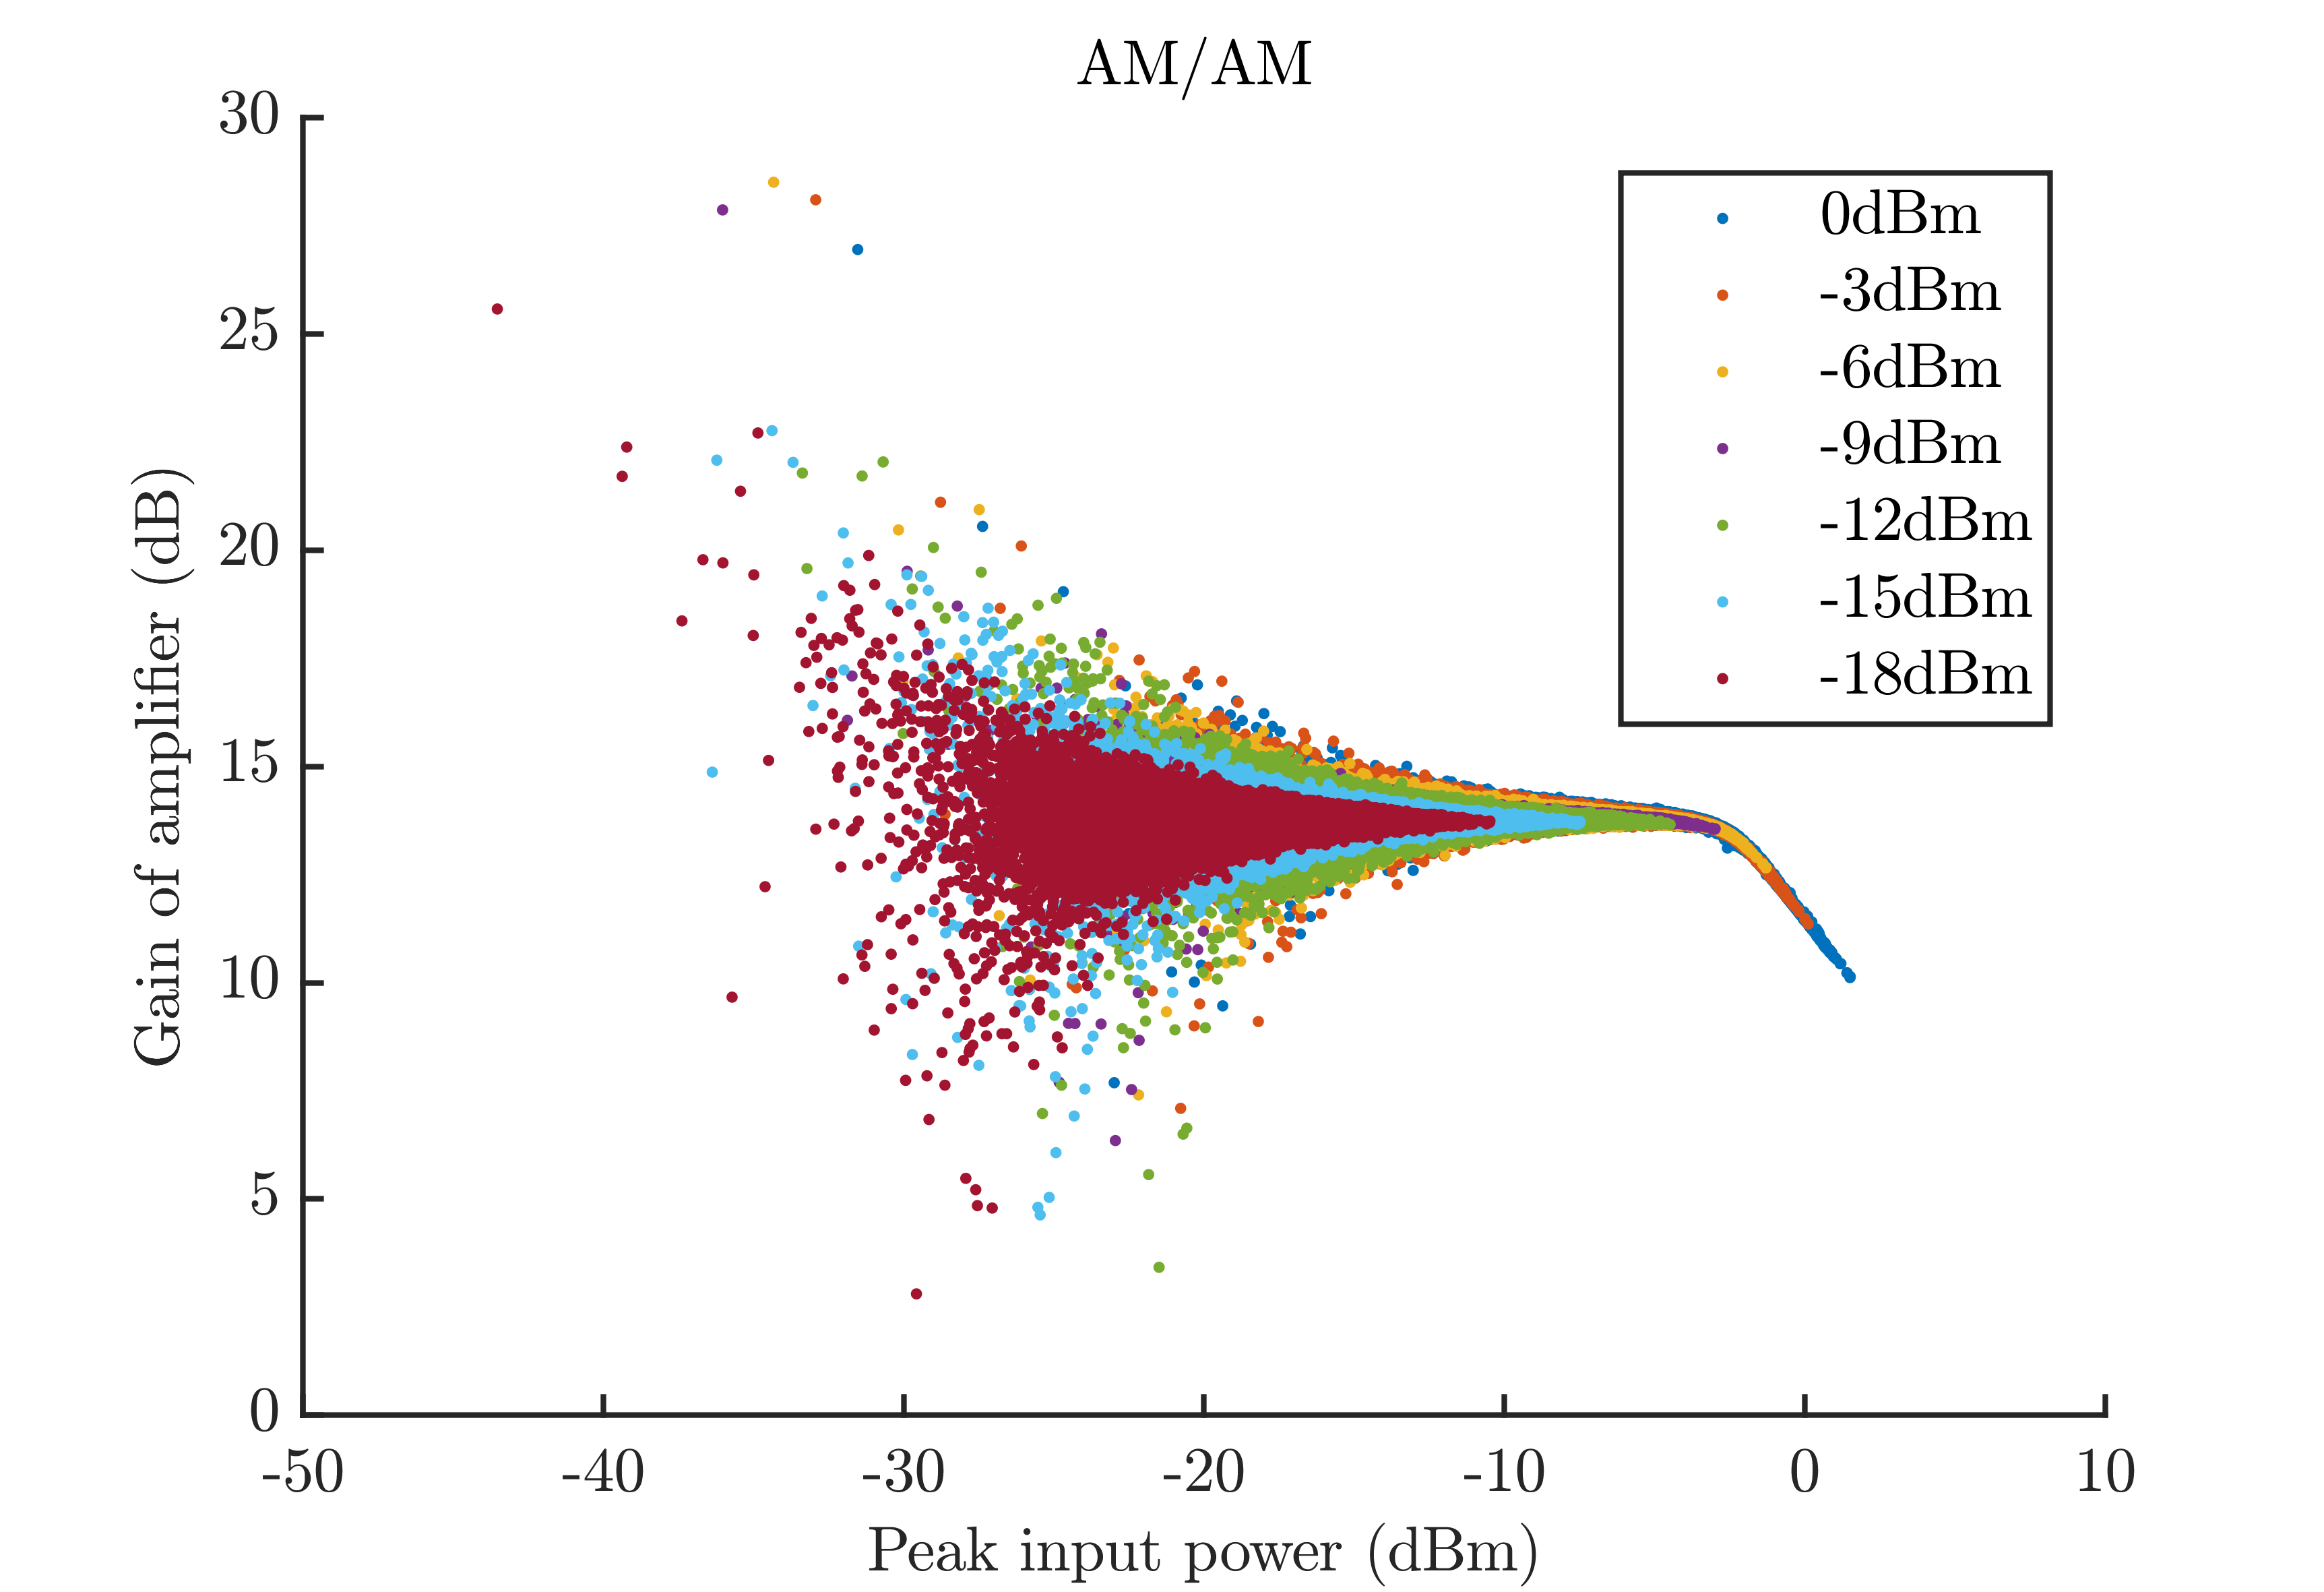 AM/AM
30
25
20
15
10
5
0
Gain of amplifier (dB)
0dBm
-3dBm
-6dBm
-9dBm
-12dBm
-15dBm
-18dBm
-50 -40 -30 -20 -10 0 10
Peak input power (dBm)